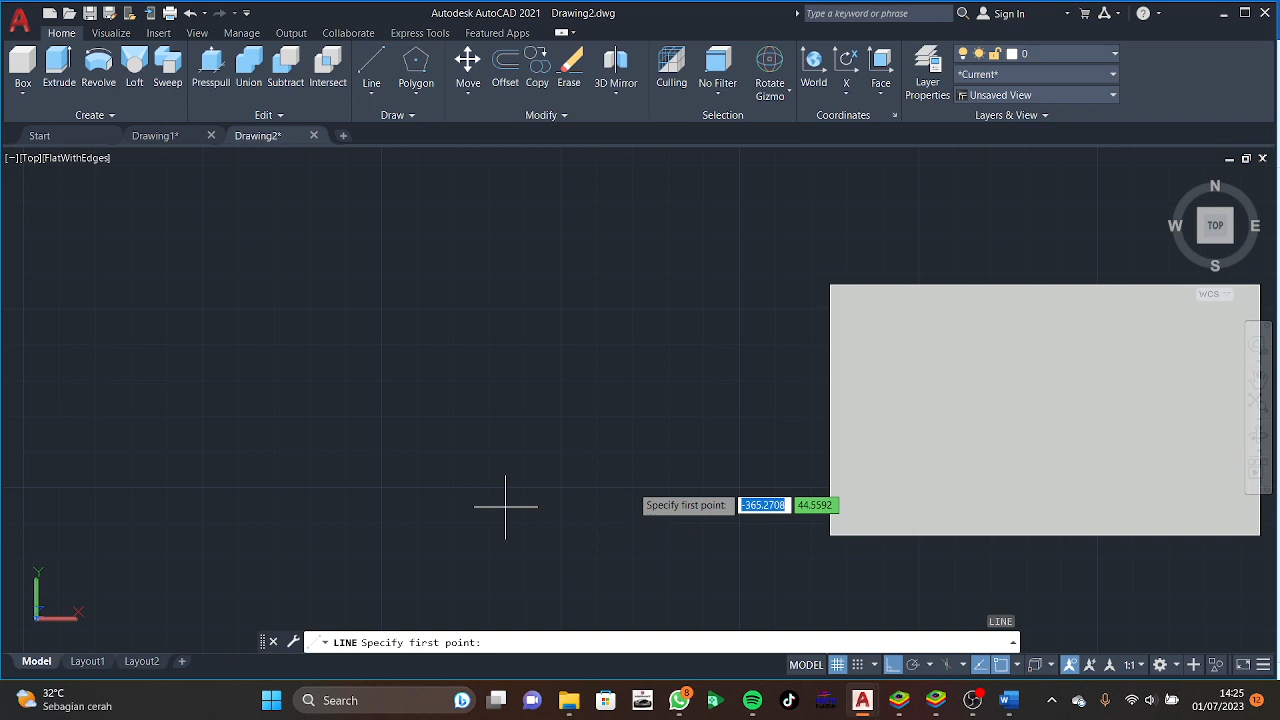 Autodesk AutoCAD 2021 Drawing2.dwg
Type a keyword or phrase
Sign In
Home Visualize Insert View Manage Output Collaborate Express Tools Featured Apps
Box Extrude Revolve Loft Sweep
Presspull Union Subtract Intersect
Line Polygon
Move Offset Copy Erase 3D Mirror
Culling No Filter Rotate Gizmo
World X Face
Layer Properties
0
*Current*
Unsaved View
Create Edit Draw Modify Selection Coordinates Layers & View
Start Drawing1* Drawing2*
[−][Top][FlatWithEdges]
N
W TOP E
S
WCS
Specify first point: -365.2708 44.5592
Y
X
LINE
LINE Specify first point:
Model Layout1 Layout2
MODEL 1:1
32°C
Sebagian cerah
Search
8
14:25
01/07/2023
12